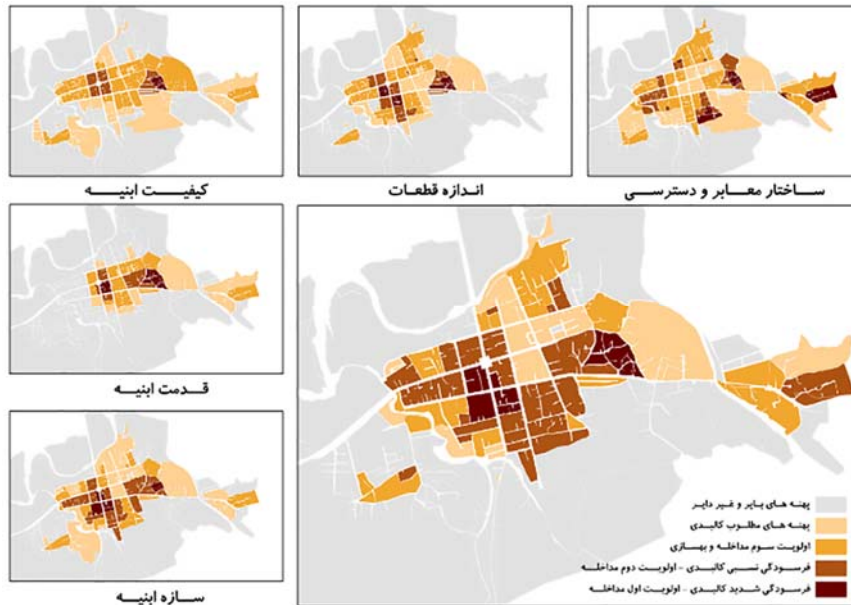 ساختار معابر و دسترسی
اندازه قطعات
کیفیت ابنیه
قدمت ابنیه
سازه ابنیه
پهنه های بایر و غیر دایر
پهنه های مطلوب کالبدی
اولویت سوم مداخله و بهسازی
فرسودگی نسبی کالبدی - اولویت دوم مداخله
فرسودگی شدید کالبدی - اولویت اول مداخله